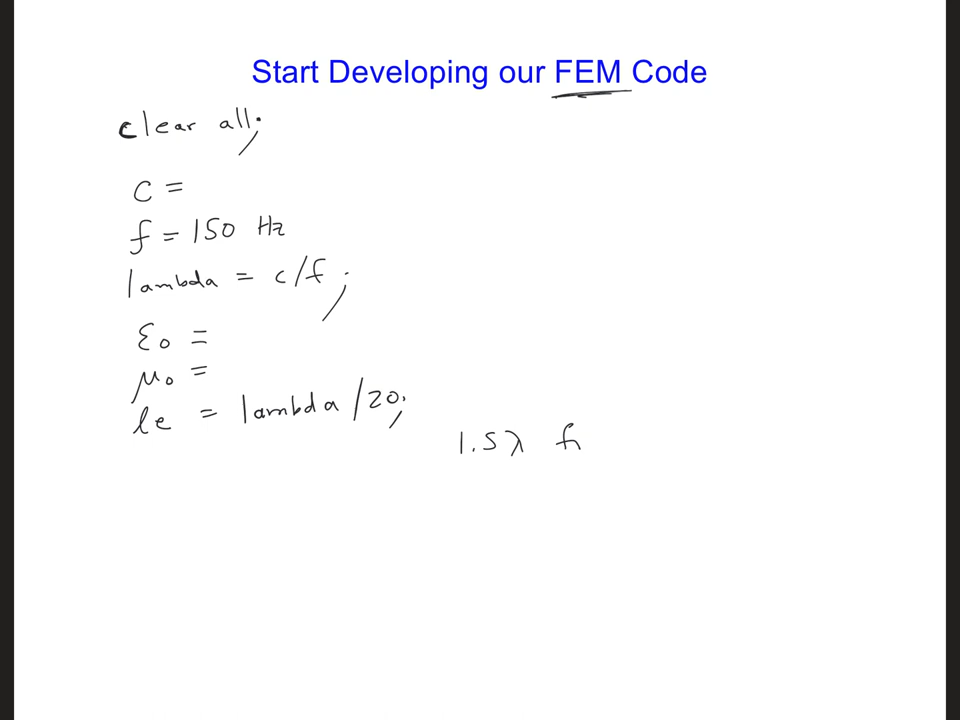 Start Developing our FEM Code
clear all;
c =
f = 150 Hz
lambda = c/f;
ε0 =
μ0 =
le = lambda/20;
1.5λ